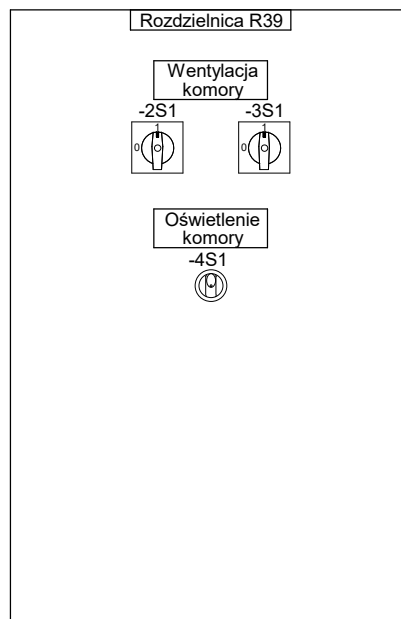 Rozdzielnica R39
Wentylacja
komory
-2S1 -3S1
1 1
0 0
Oświetlenie
komory
-4S1